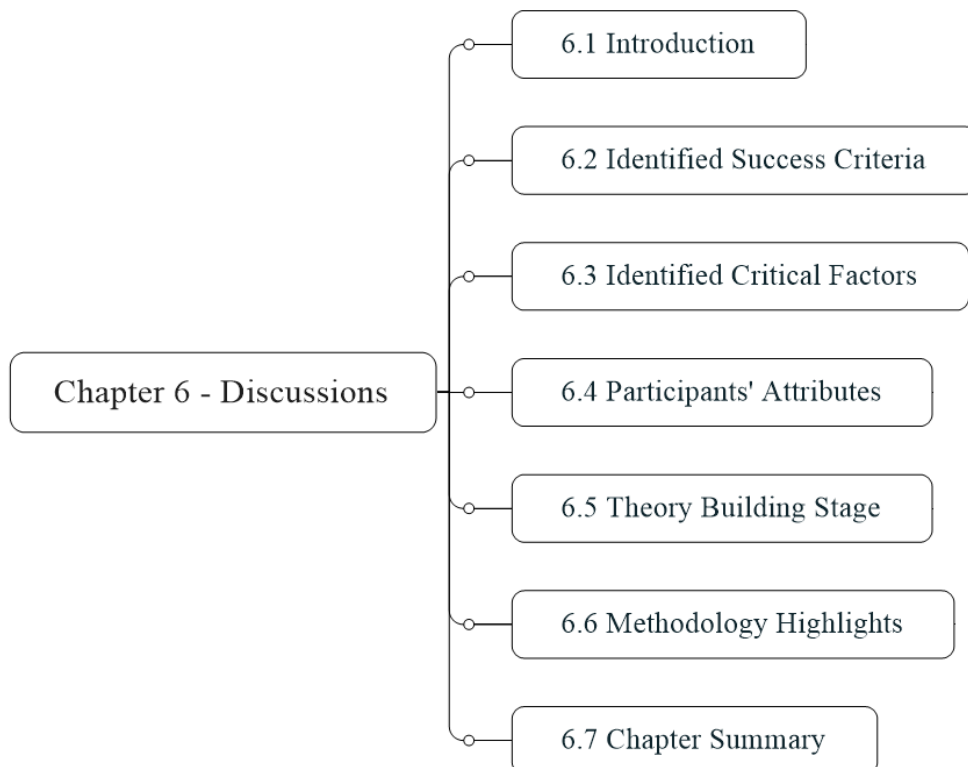 6.1 Introduction
6.2 Identified Success Criteria
6.3 Identified Critical Factors
Chapter 6 - Discussions
6.4 Participants' Attributes
6.5 Theory Building Stage
6.6 Methodology Highlights
6.7 Chapter Summary